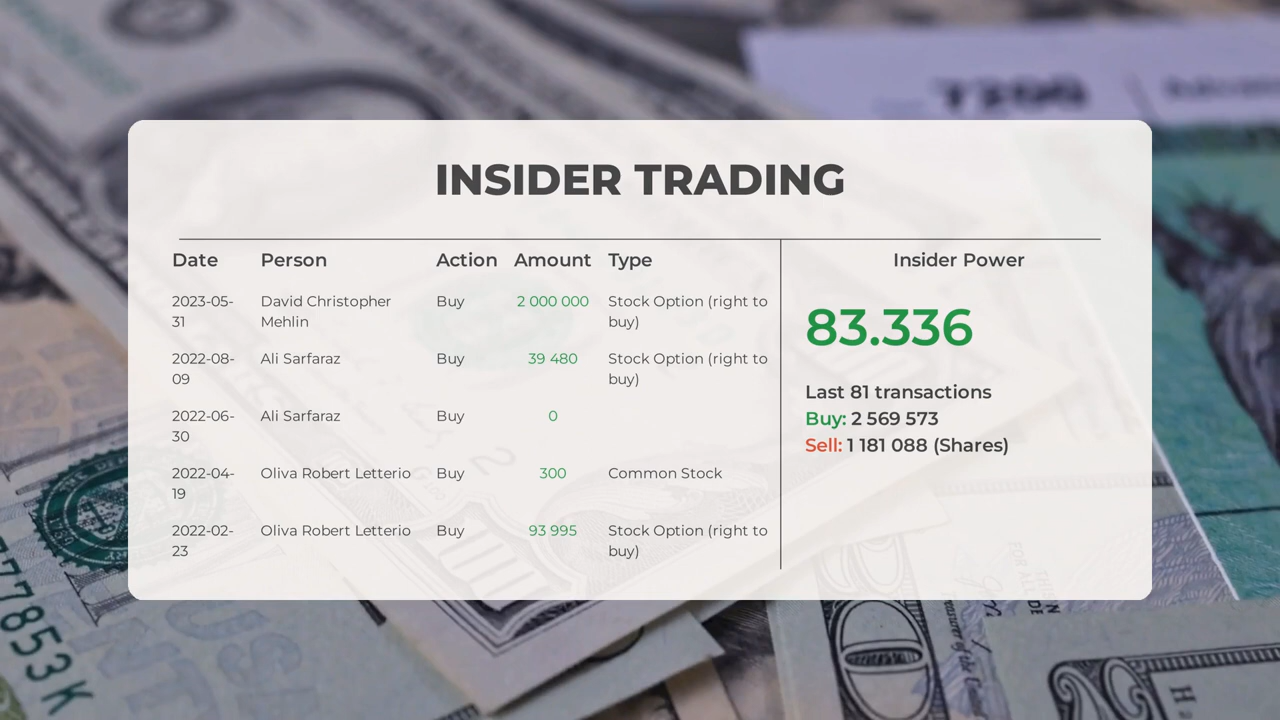 INSIDER TRADING
Date Person Action Amount Type
2023-05-31 David Christopher Mehlin Buy 2 000 000 Stock Option (right to buy)
2022-08-09 Ali Sarfaraz Buy 39 480 Stock Option (right to buy)
2022-06-30 Ali Sarfaraz Buy 0
2022-04-19 Oliva Robert Letterio Buy 300 Common Stock
2022-02-23 Oliva Robert Letterio Buy 93 995 Stock Option (right to buy)
Insider Power
83.336
Last 81 transactions
Buy: 2 569 573
Sell: 1 181 088 (Shares)
77853K